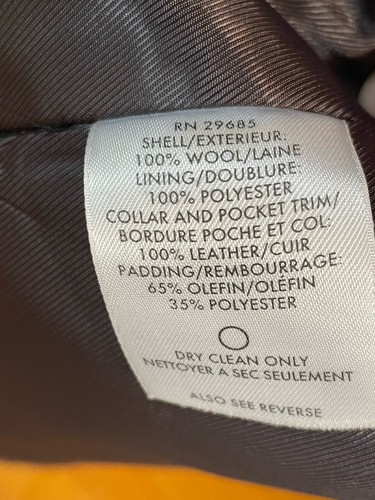 RN 29685
SHELL/EXTERIEUR:
100% WOOL/LAINE
LINING/DOUBLURE:
100% POLYESTER
COLLAR AND POCKET TRIM/
BORDURE POCHE ET COL:
100% LEATHER/CUIR
PADDING/REMBOURRAGE:
65% OLEFIN/OLÉFIN
35% POLYESTER
DRY CLEAN ONLY
NETTOYER A SEC SEULEMENT
ALSO SEE REVERSE